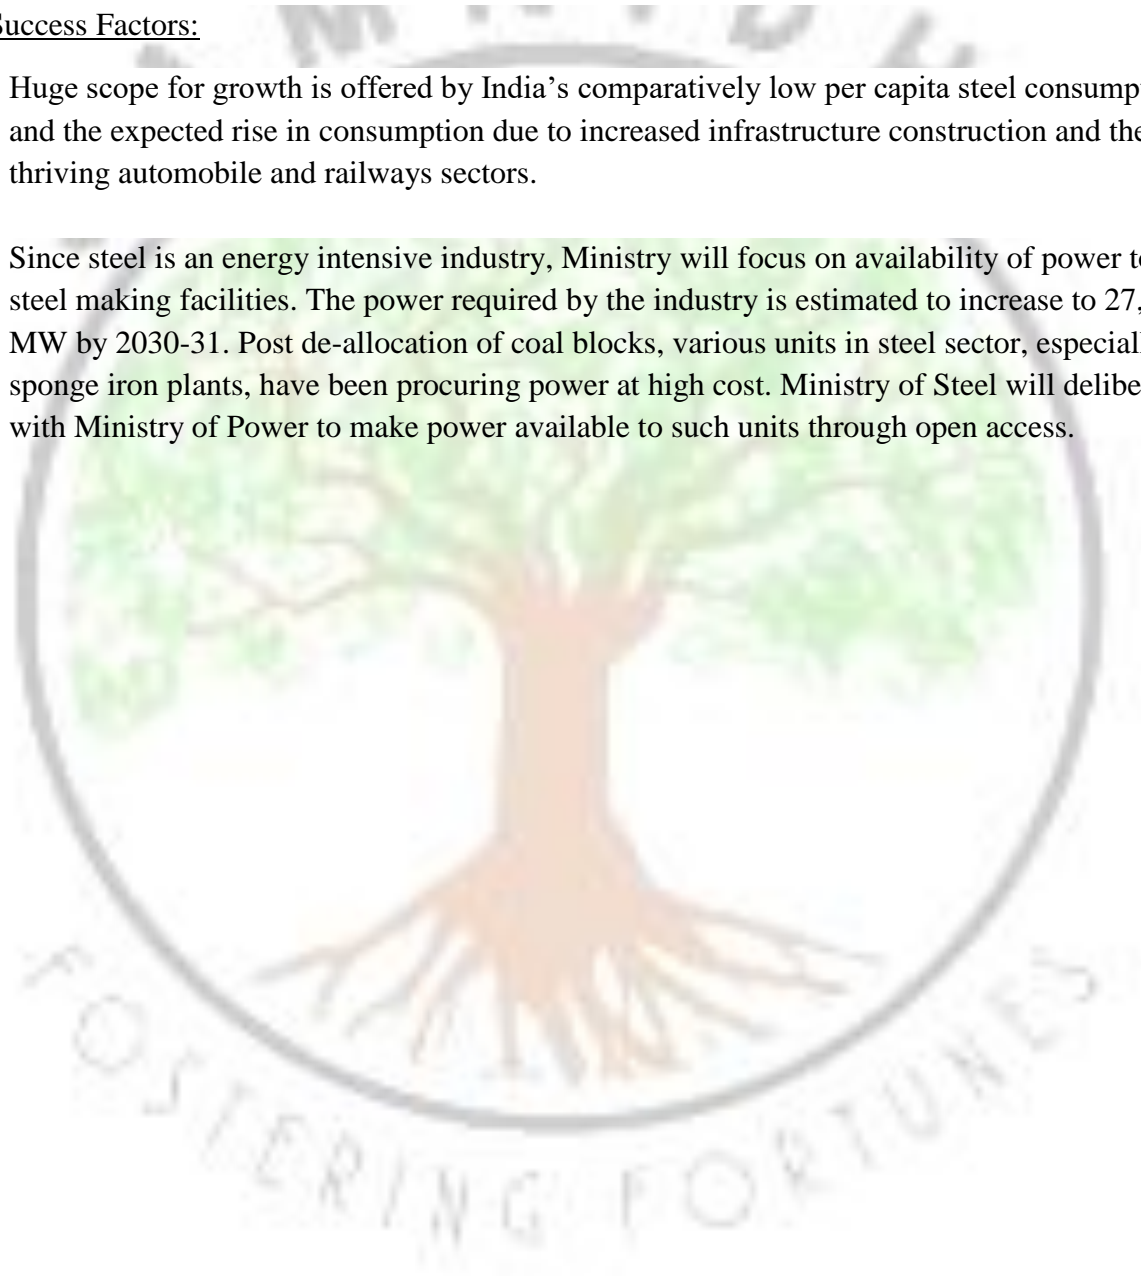 Success Factors:
Huge scope for growth is offered by India’s comparatively low per capita steel
and the expected rise in consumption due to increased infrastructure construction and the
thriving automobile and railways sectors.
Since steel is an energy intensive industry, Ministry will focus on availability of power to
steel making facilities. The power required by the industry is estimated to increase to 27,
MW by 2030-31. Post de-allocation of coal blocks, various units in steel sector,
sponge iron plants, have been procuring power at high cost. Ministry of Steel will
with Ministry of Power to make power available to such units through open access.
FOSTERING FORTUNES